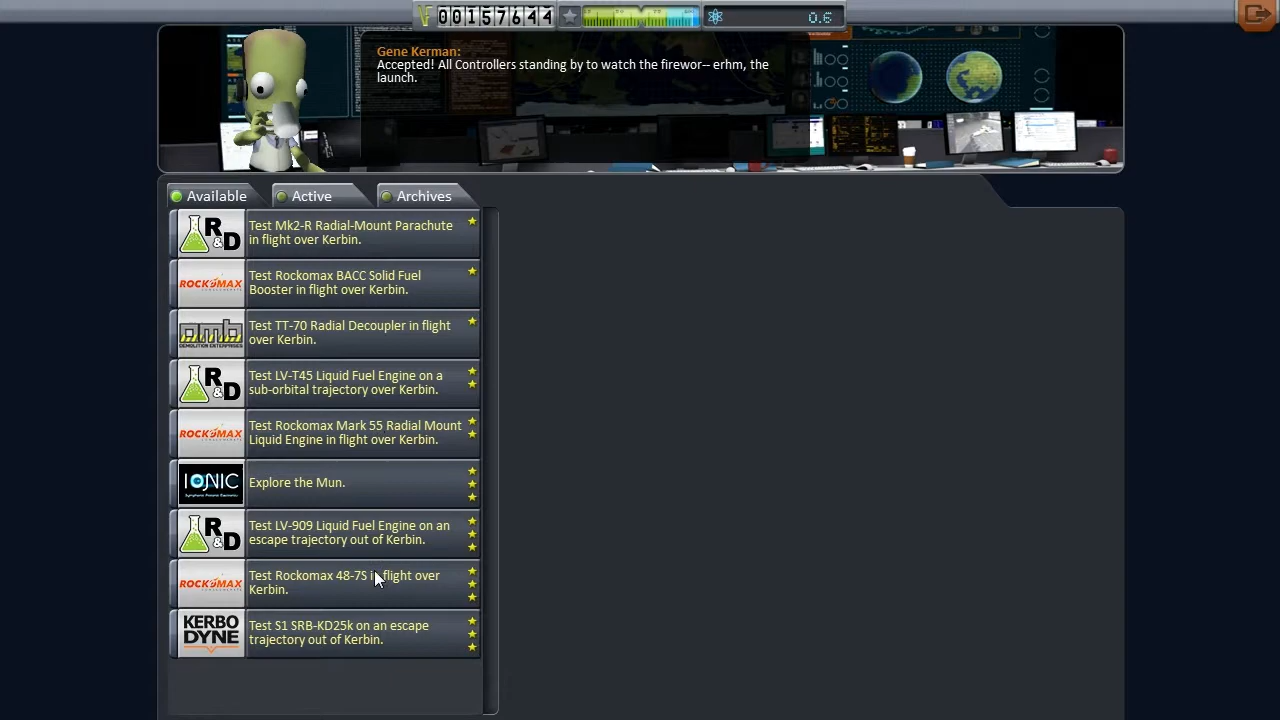 00157644
0.6
Gene Kerman:
Accepted! All Controllers standing by to watch the firewor-- erhm, the
launch.
Available
Active
Archives
R&D
Test Mk2-R Radial-Mount Parachute
in flight over Kerbin.
ROCKOMAX
Test Rockomax BACC Solid Fuel
Booster in flight over Kerbin.
DEMOLITION ENTERPRISES
Test TT-70 Radial Decoupler in flight
over Kerbin.
R&D
Test LV-T45 Liquid Fuel Engine on a
sub-orbital trajectory over Kerbin.
ROCKOMAX
Test Rockomax Mark 55 Radial Mount
Liquid Engine in flight over Kerbin.
IONIC
Explore the Mun.
R&D
Test LV-909 Liquid Fuel Engine on an
escape trajectory out of Kerbin.
ROCKOMAX
Test Rockomax 48-7S in flight over
Kerbin.
KERBO
DYNE
Test S1 SRB-KD25k on an escape
trajectory out of Kerbin.